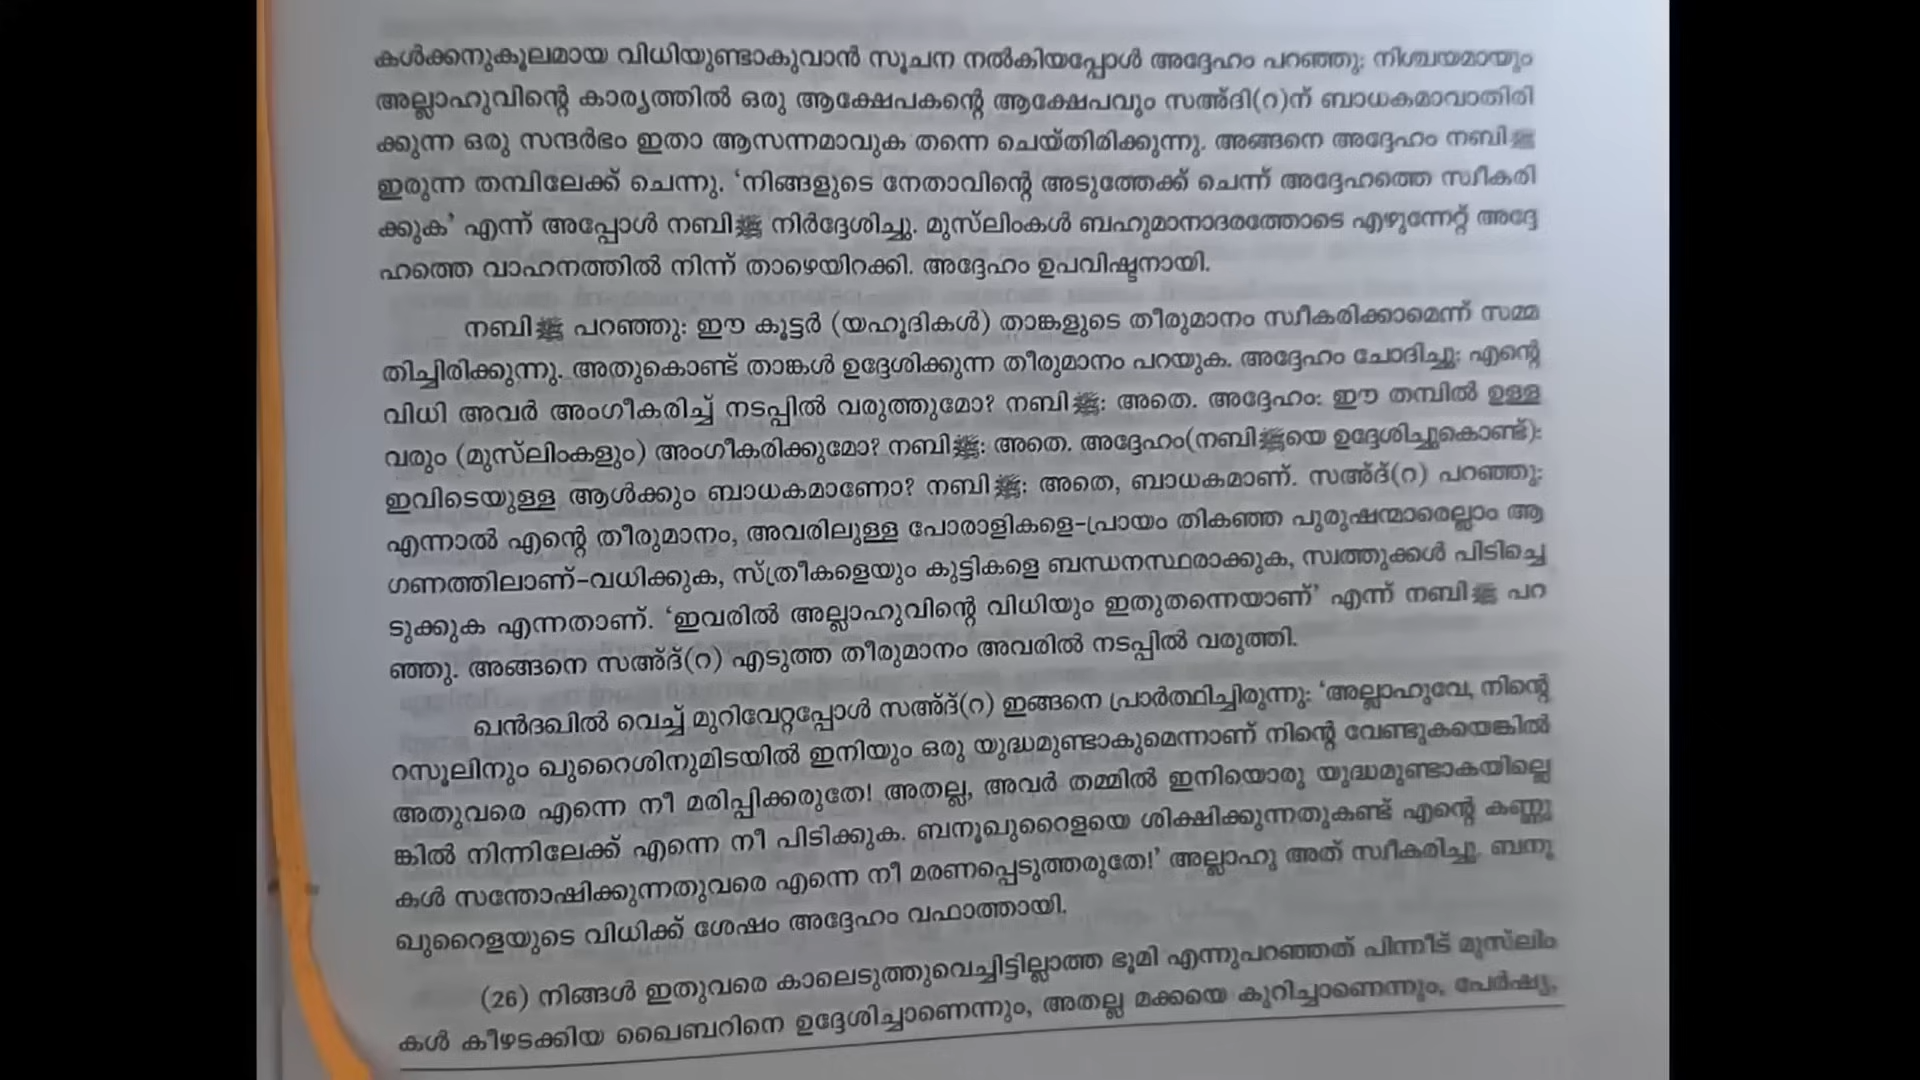 കൾക്കനുകൂലമായ വിധിയുണ്ടാകുവാൻ സൂചന നൽകിയപ്പോൾ അദ്ദേഹം പറഞ്ഞു: നിശ്ചയമായും
അല്ലാഹുവിന്റെ കാര്യത്തിൽ ഒരു ആക്ഷേപകന്റെ ആക്ഷേപവും സഅ്ദി(റ)ന് ബാധകമാവാതിരി
ക്കുന്ന ഒരു സന്ദർഭം ഇതാ ആസന്നമാവുക തന്നെ ചെയ്തിരിക്കുന്നു. അങ്ങനെ അദ്ദേഹം നബിﷺ
ഇരുന്ന തമ്പിലേക്ക് ചെന്നു. ‘നിങ്ങളുടെ നേതാവിന്റെ അടുത്തേക്ക് ചെന്ന് അദ്ദേഹത്തെ സ്വീകരി
ക്കുക’ എന്ന് അപ്പോൾ നബിﷺ നിർദ്ദേശിച്ചു. മുസ്‌ലിംകൾ ബഹുമാനാദരത്തോടെ എഴുന്നേറ്റ് അദ്ദേ
ഹത്തെ വാഹനത്തിൽ നിന്ന് താഴെയിറക്കി. അദ്ദേഹം ഉപവിഷ്ടനായി.
നബിﷺ പറഞ്ഞു: ഈ കൂട്ടർ (യഹൂദികൾ) താങ്കളുടെ തീരുമാനം സ്വീകരിക്കാമെന്ന് സമ്മ
തിച്ചിരിക്കുന്നു. അതുകൊണ്ട് താങ്കൾ ഉദ്ദേശിക്കുന്ന തീരുമാനം പറയുക. അദ്ദേഹം ചോദിച്ചു: എന്റെ
വിധി അവർ അംഗീകരിച്ച് നടപ്പിൽ വരുത്തുമോ? നബിﷺ: അതെ. അദ്ദേഹം: ഈ തമ്പിൽ ഉള്ള
വരും (മുസ്‌ലിംകളും) അംഗീകരിക്കുമോ? നബിﷺ: അതെ. അദ്ദേഹം(നബിﷺയെ ഉദ്ദേശിച്ചുകൊണ്ട്):
ഇവിടെയുള്ള ആൾക്കും ബാധകമാണോ? നബിﷺ: അതെ, ബാധകമാണ്. സഅ്ദ്(റ) പറഞ്ഞു:
എന്നാൽ എന്റെ തീരുമാനം, അവരിലുള്ള പോരാളികളെ-പ്രായം തികഞ്ഞ പുരുഷന്മാരെല്ലാം ആ
ഗണത്തിലാണ്-വധിക്കുക, സ്ത്രീകളെയും കുട്ടികളെ ബന്ധനസ്ഥരാക്കുക, സ്വത്തുക്കൾ പിടിച്ചെ
ടുക്കുക എന്നതാണ്. ‘ഇവരിൽ അല്ലാഹുവിന്റെ വിധിയും ഇതുതന്നെയാണ്’ എന്ന് നബിﷺ പറ
ഞ്ഞു. അങ്ങനെ സഅ്ദ്(റ) എടുത്ത തീരുമാനം അവരിൽ നടപ്പിൽ വരുത്തി.
ഖൻദഖിൽ വെച്ച് മുറിവേറ്റപ്പോൾ സഅ്ദ്(റ) ഇങ്ങനെ പ്രാർത്ഥിച്ചിരുന്നു: ‘അല്ലാഹുവേ, നിന്റെ
റസൂലിനും ഖുറൈശിനുമിടയിൽ ഇനിയും ഒരു യുദ്ധമുണ്ടാകുമെന്നാണ് നിന്റെ വേണ്ടുകയെങ്കിൽ
അതുവരെ എന്നെ നീ മരിപ്പിക്കരുതേ! അതല്ല, അവർ തമ്മിൽ ഇനിയൊരു യുദ്ധമുണ്ടാകയില്ലെ
ങ്കിൽ നിന്നിലേക്ക് എന്നെ നീ പിടിക്കുക. ബനൂഖുറൈളയെ ശിക്ഷിക്കുന്നതുകണ്ട് എന്റെ കണ്ണു
കൾ സന്തോഷിക്കുന്നതുവരെ എന്നെ നീ മരണപ്പെടുത്തരുതേ!’ അല്ലാഹു അത് സ്വീകരിച്ചു. ബനൂ
ഖുറൈളയുടെ വിധിക്ക് ശേഷം അദ്ദേഹം വഫാത്തായി.
(26) നിങ്ങൾ ഇതുവരെ കാലെടുത്തുവെച്ചിട്ടില്ലാത്ത ഭൂമി എന്നുപറഞ്ഞത് പിന്നീട് മുസ്‌ലിം
കൾ കീഴടക്കിയ ഖൈബറിനെ ഉദ്ദേശിച്ചാണെന്നും, അതല്ല മക്കയെ കുറിച്ചാണെന്നും, പേർഷ്യ,